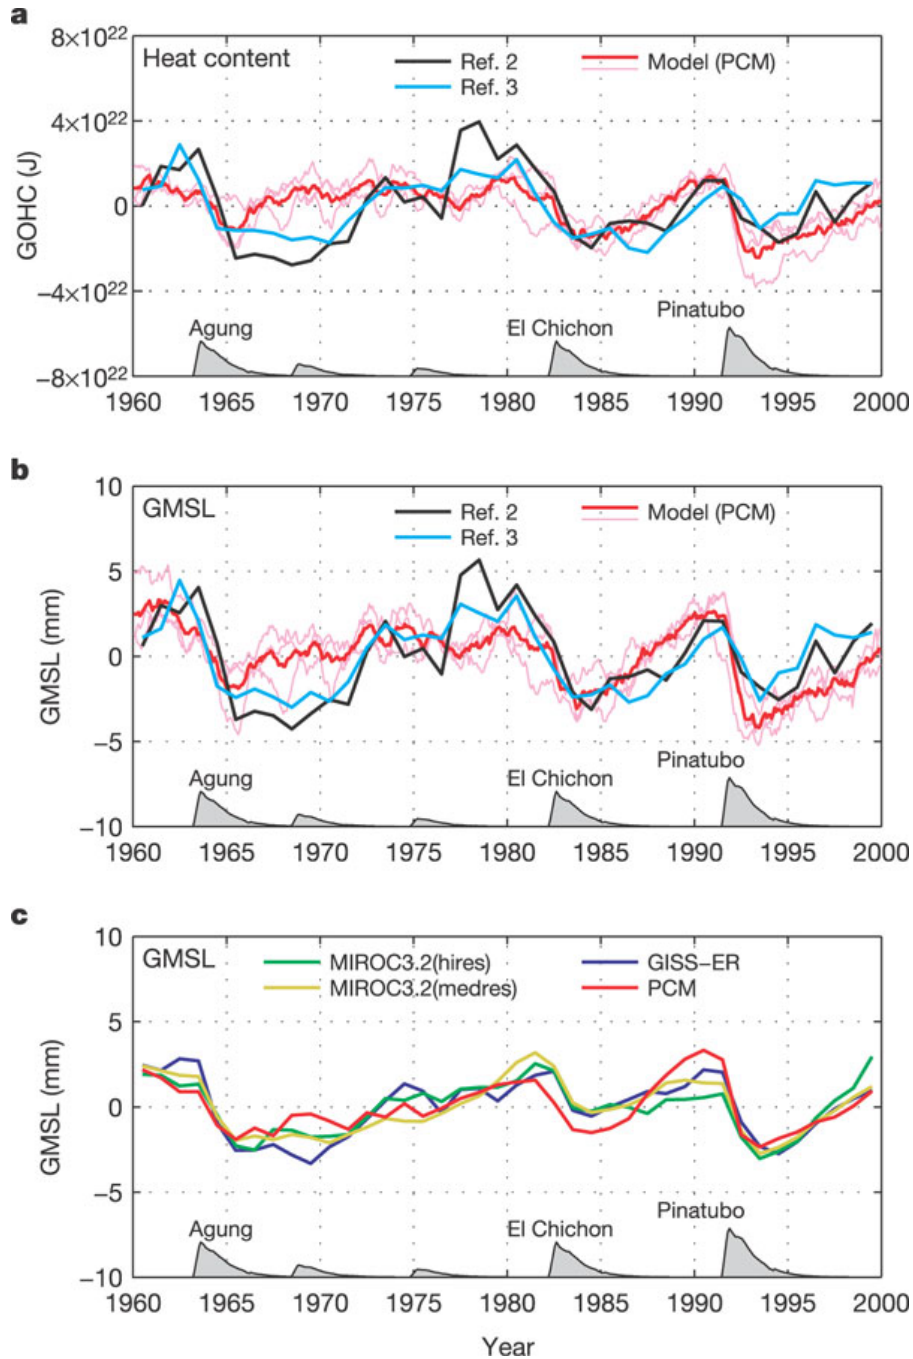 a
8×10²²
Heat content
Ref. 2
Model (PCM)
Ref. 3
4×10²²
0
−4×10²²
−8×10²²
GOHC (J)
Agung
El Chichon
Pinatubo
1960 1965 1970 1975 1980 1985 1990 1995 2000
b
10
GMSL
Ref. 2
Model (PCM)
Ref. 3
5
0
−5
−10
GMSL (mm)
Agung
El Chichon
Pinatubo
1960 1965 1970 1975 1980 1985 1990 1995 2000
c
10
GMSL
MIROC3.2(hires)
GISS−ER
MIROC3.2(medres)
PCM
5
0
−5
−10
GMSL (mm)
Agung
El Chichon
Pinatubo
1960 1965 1970 1975 1980 1985 1990 1995 2000
Year